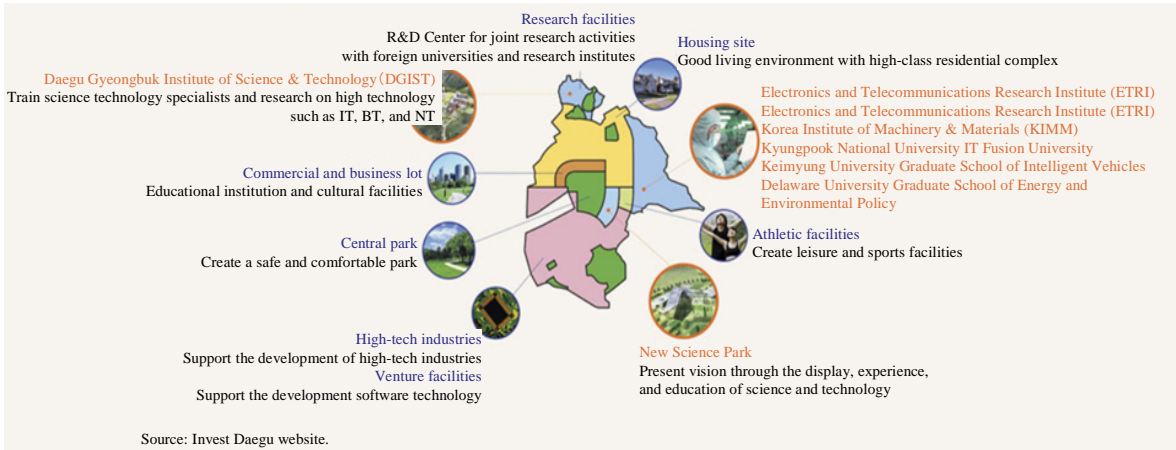 Research facilities
R&D Center for joint research activities
with foreign universities and research institutes
Housing site
Good living environment with high-class residential complex
Daegu Gyeongbuk Institute of Science & Technology(DGIST)
Train science technology specialists and research on high technology
such as IT, BT, and NT
Electronics and Telecommunications Research Institute (ETRI)
Electronics and Telecommunications Research Institute (ETRI)
Korea Institute of Machinery & Materials (KIMM)
Kyungpook National University IT Fusion University
Keimyung University Graduate School of Intelligent Vehicles
Delaware University Graduate School of Energy and
Environmental Policy
Commercial and business lot
Educational institution and cultural facilities
Central park
Create a safe and comfortable park
Athletic facilities
Create leisure and sports facilities
High-tech industries
Support the development of high-tech industries
Venture facilities
Support the development software technology
New Science Park
Present vision through the display, experience,
and education of science and technology
Source: Invest Daegu website.